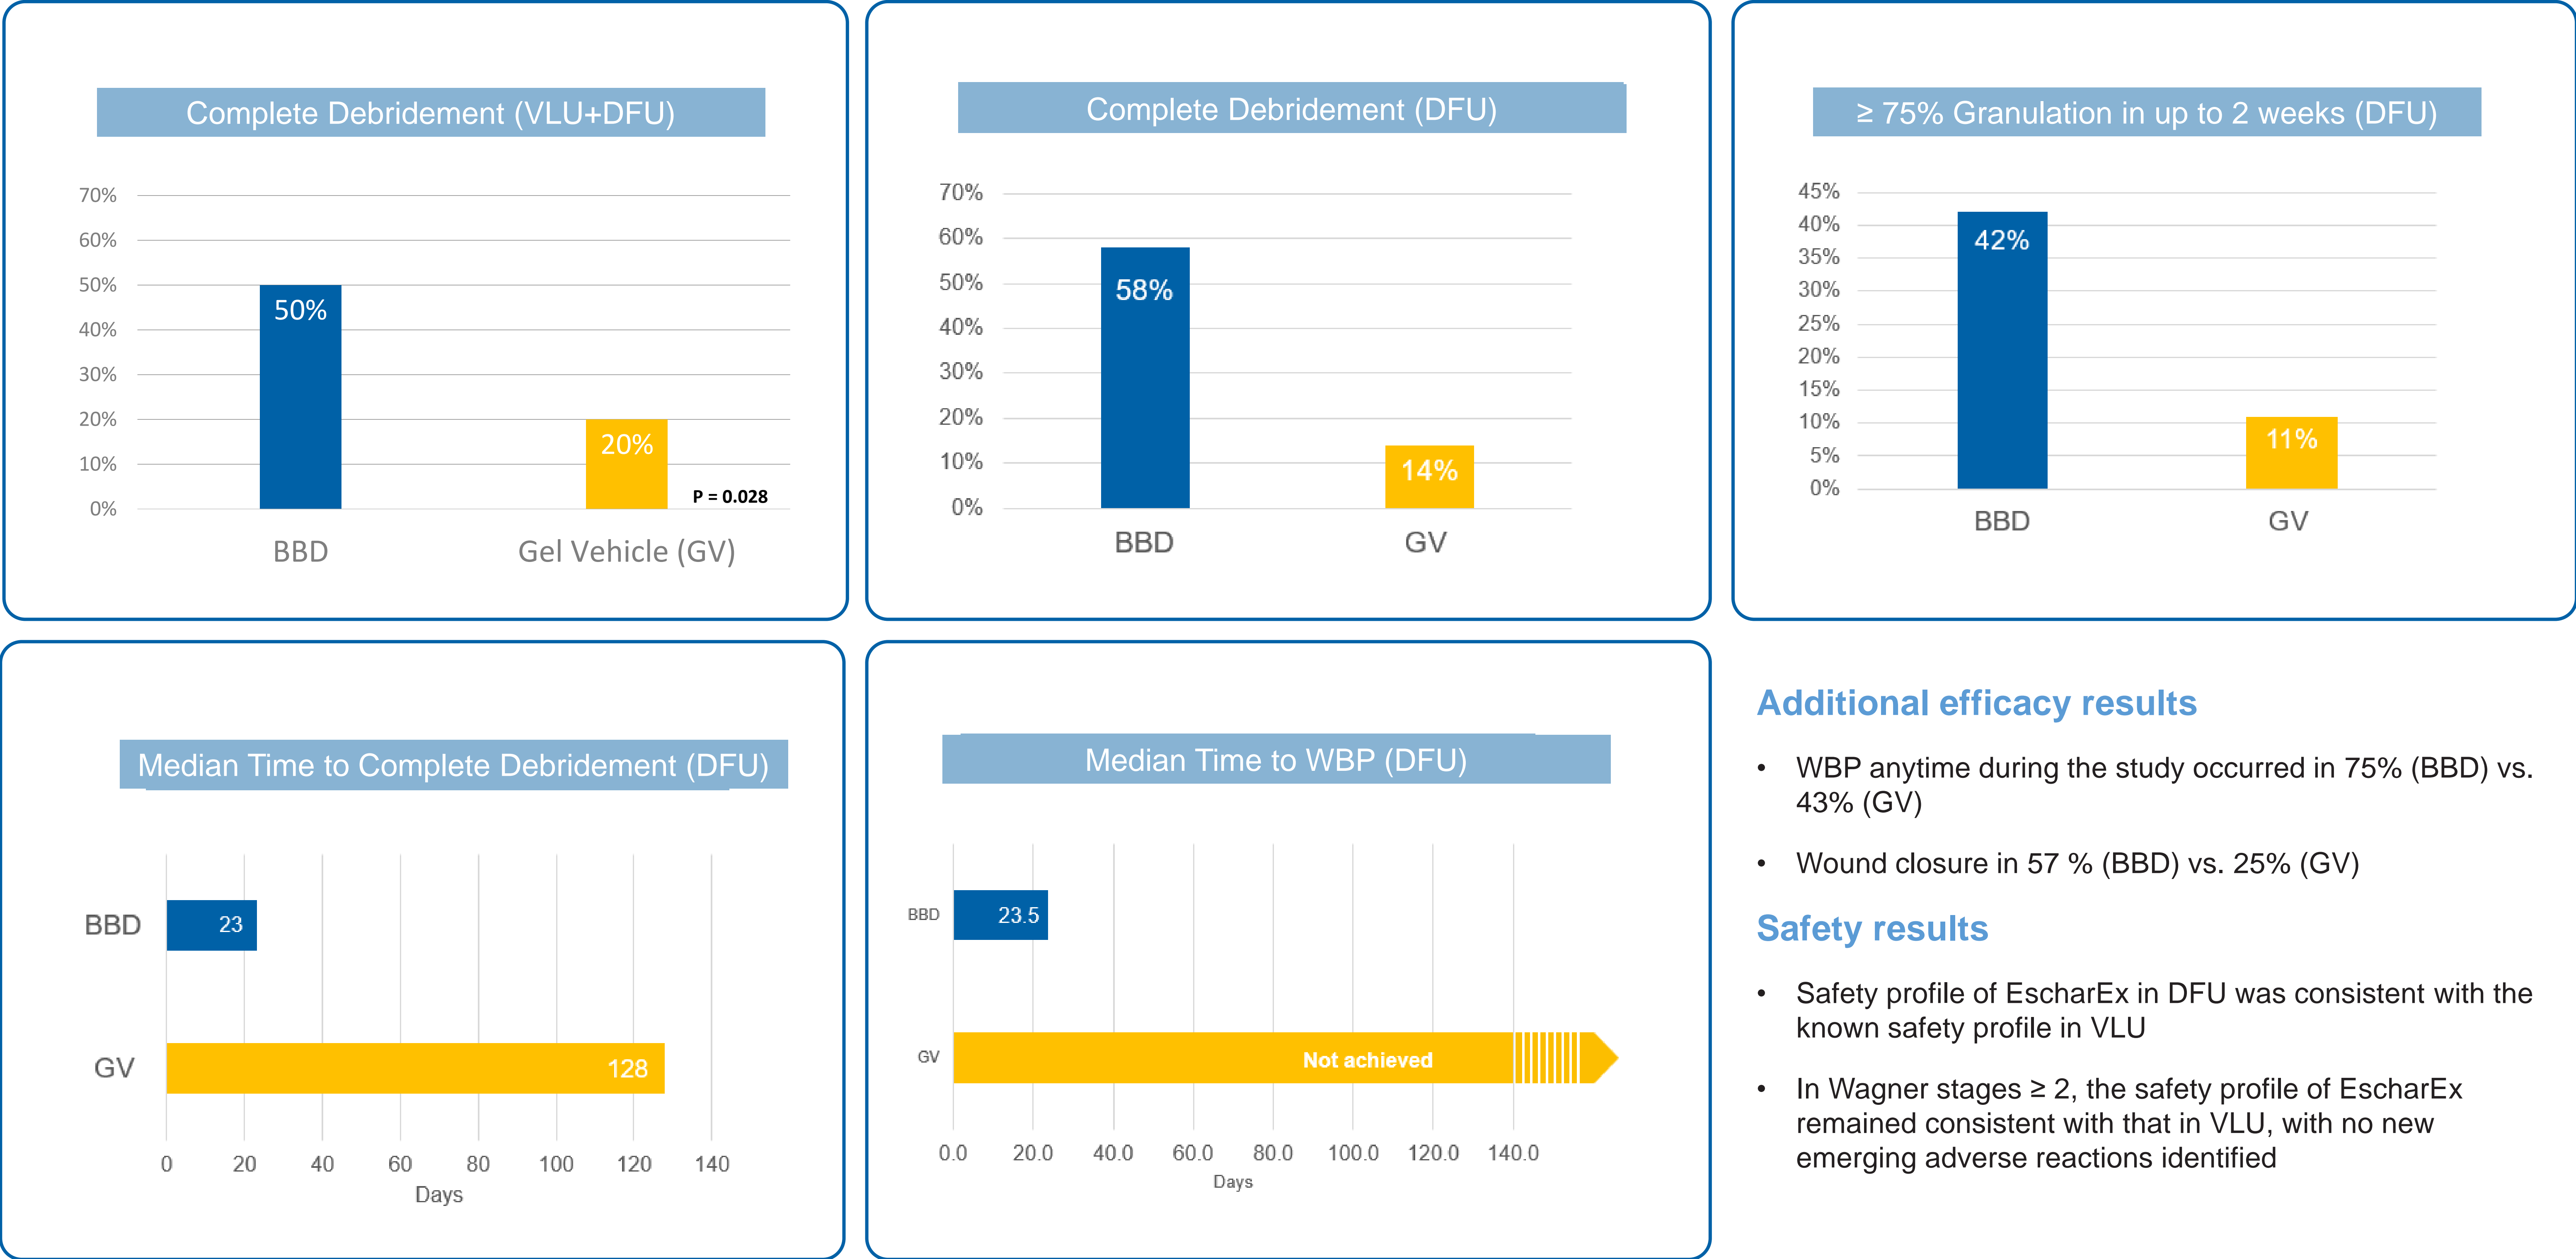 Complete Debridement (VLU+DFU)
70%
60%
50%
40%
30%
20%
10%
0%
50%
20%
P = 0.028
BBD
Gel Vehicle (GV)
Complete Debridement (DFU)
70%
60%
50%
40%
30%
20%
10%
0%
58%
14%
BBD
GV
≥ 75% Granulation in up to 2 weeks (DFU)
45%
40%
35%
30%
25%
20%
15%
10%
5%
0%
42%
11%
BBD
GV
Median Time to Complete Debridement (DFU)
BBD
23
GV
128
0 20 40 60 80 100 120 140
Days
Median Time to WBP (DFU)
BBD
23.5
GV
Not achieved
0.0 20.0 40.0 60.0 80.0 100.0 120.0 140.0
Days
Additional efficacy results
• WBP anytime during the study occurred in 75% (BBD) vs.
43% (GV)
• Wound closure in 57 % (BBD) vs. 25% (GV)
Safety results
• Safety profile of EscharEx in DFU was consistent with the
known safety profile in VLU
• In Wagner stages ≥ 2, the safety profile of EscharEx
remained consistent with that in VLU, with no new
emerging adverse reactions identified